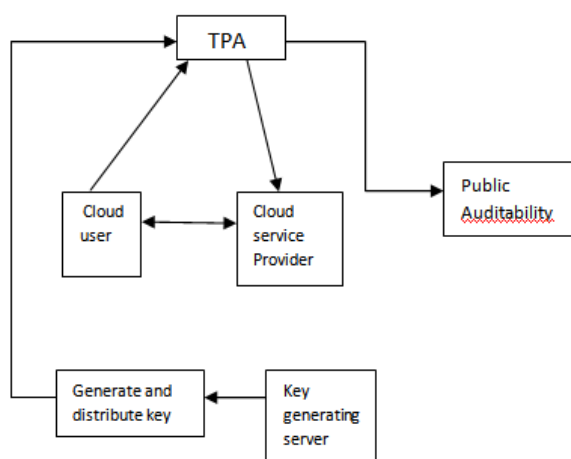 TPA
Cloud
user
Cloud
service
Provider
Public
Auditability
Generate and
distribute key
Key
generating
server